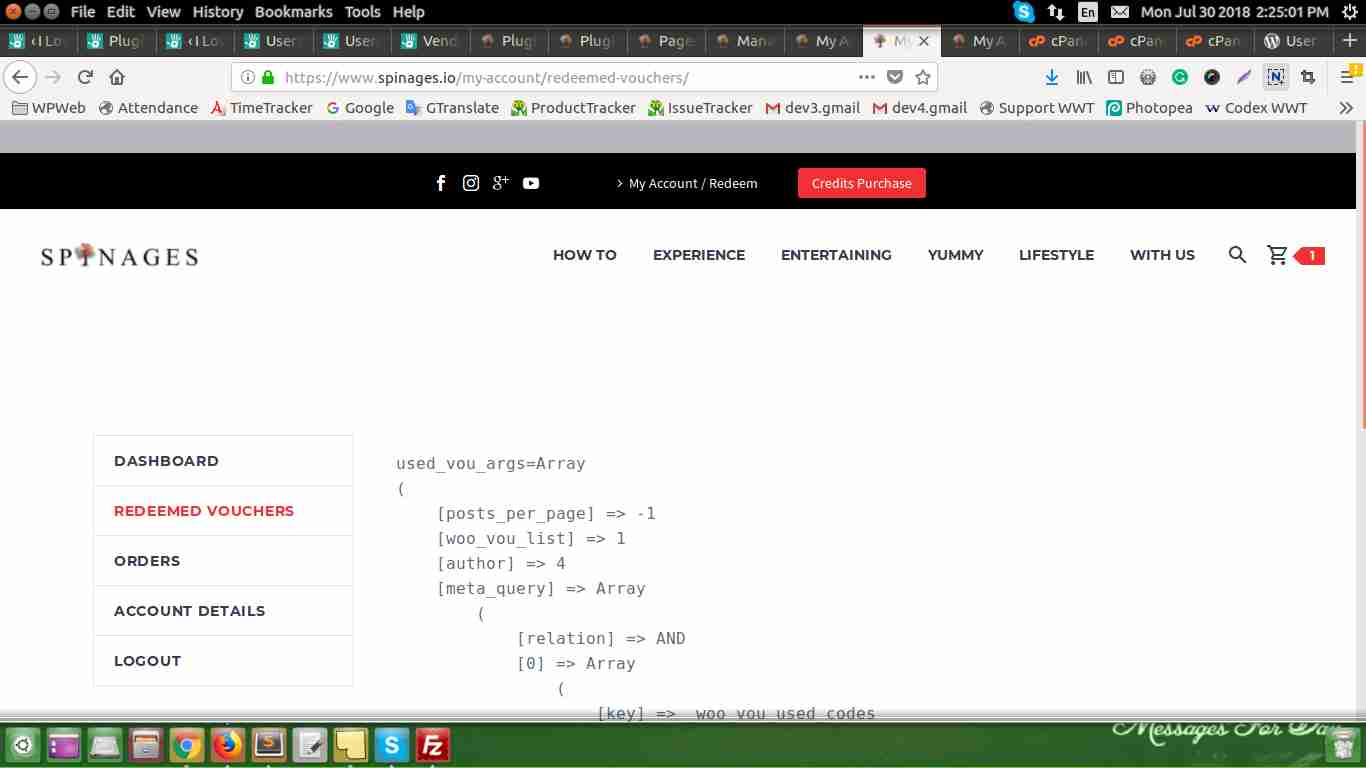 File Edit View History Bookmarks Tools Help
En
Mon Jul 30 2018 2:25:01 PM
‹ I Lo
Plugi
‹ I Lo
User
User
Vend
Plugi
Plugi
Page
Mana
My A
My
My A
cPan
cPan
cPan
User
https://www.spinages.io/my-account/redeemed-vouchers/
WPWeb Attendance TimeTracker Google GTranslate ProductTracker IssueTracker dev3.gmail dev4.gmail Support WWT Photopea Codex WWT
My Account / Redeem
Credits Purchase
SPINAGES
HOW TO EXPERIENCE ENTERTAINING YUMMY LIFESTYLE WITH US
1
DASHBOARD
REDEEMED VOUCHERS
ORDERS
ACCOUNT DETAILS
LOGOUT
used_vou_args=Array
(
[posts_per_page] => -1
[woo_vou_list] => 1
[author] => 4
[meta_query] => Array
(
[relation] => AND
[0] => Array
(
[key] => _woo_vou_used_codes
Messages For